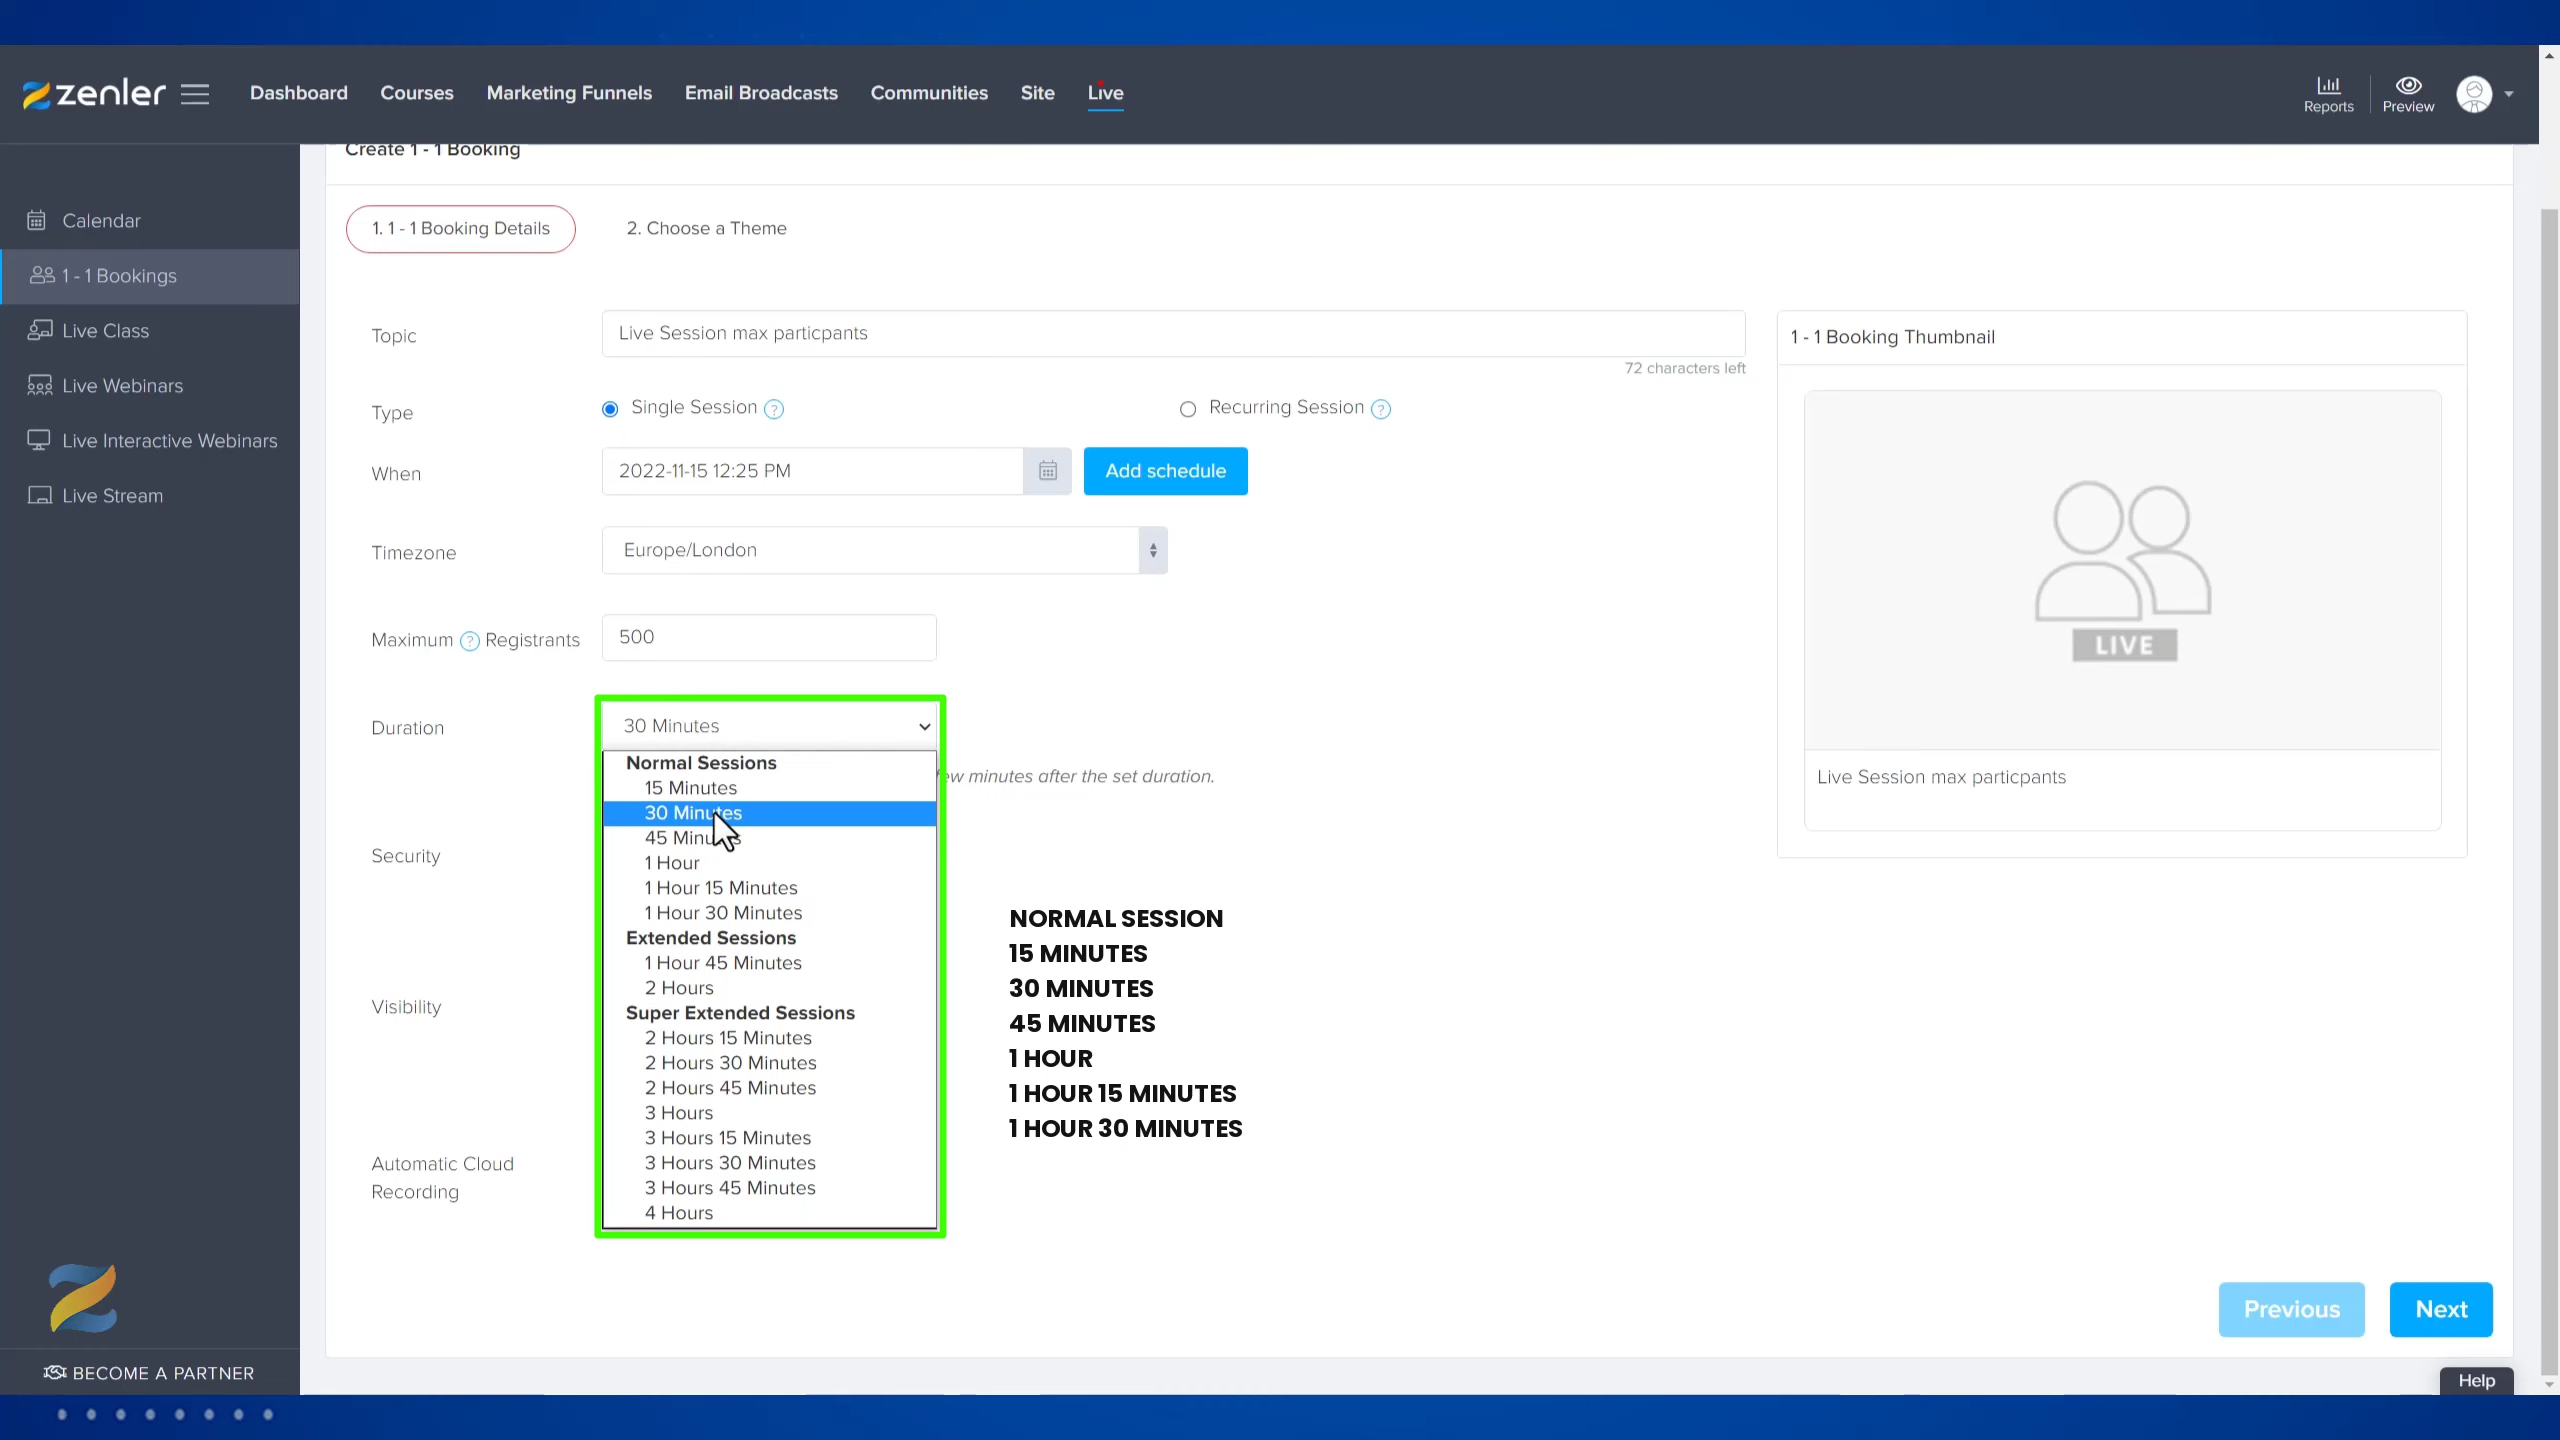 zenler
Dashboard Courses Marketing Funnels Email Broadcasts Communities Site Live
Reports
Preview
Create 1 - 1 Booking
Calendar
1 - 1 Bookings
Live Class
Live Webinars
Live Interactive Webinars
Live Stream
BECOME A PARTNER
1. 1 - 1 Booking Details
2. Choose a Theme
Topic
Live Session max particpants
72 characters left
Type
Single Session ?
Recurring Session ?
When
2022-11-15 12:25 PM
Add schedule
Timezone
Europe/London
Maximum ? Registrants
500
Duration
30 Minutes
Normal Sessions
15 Minutes
30 Minutes
45 Minutes
1 Hour
1 Hour 15 Minutes
1 Hour 30 Minutes
Extended Sessions
1 Hour 45 Minutes
2 Hours
Super Extended Sessions
2 Hours 15 Minutes
2 Hours 30 Minutes
2 Hours 45 Minutes
3 Hours
3 Hours 15 Minutes
3 Hours 30 Minutes
3 Hours 45 Minutes
4 Hours
few minutes after the set duration.
Security
Visibility
Automatic Cloud
Recording
NORMAL SESSION
15 MINUTES
30 MINUTES
45 MINUTES
1 HOUR
1 HOUR 15 MINUTES
1 HOUR 30 MINUTES
1 - 1 Booking Thumbnail
LIVE
Live Session max particpants
Previous
Next
Help